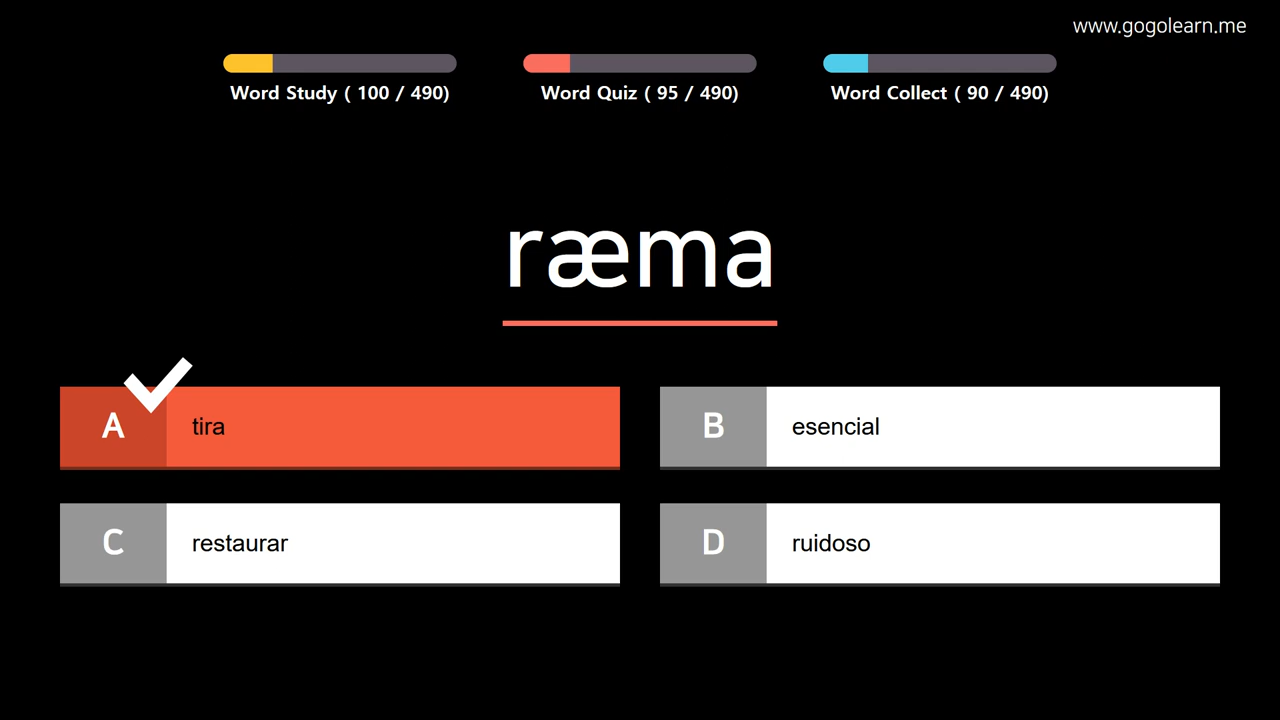 www.gogolearn.me
Word Study ( 100 / 490)
Word Quiz ( 95 / 490)
Word Collect ( 90 / 490)
ræma
A tira
B esencial
C restaurar
D ruidoso